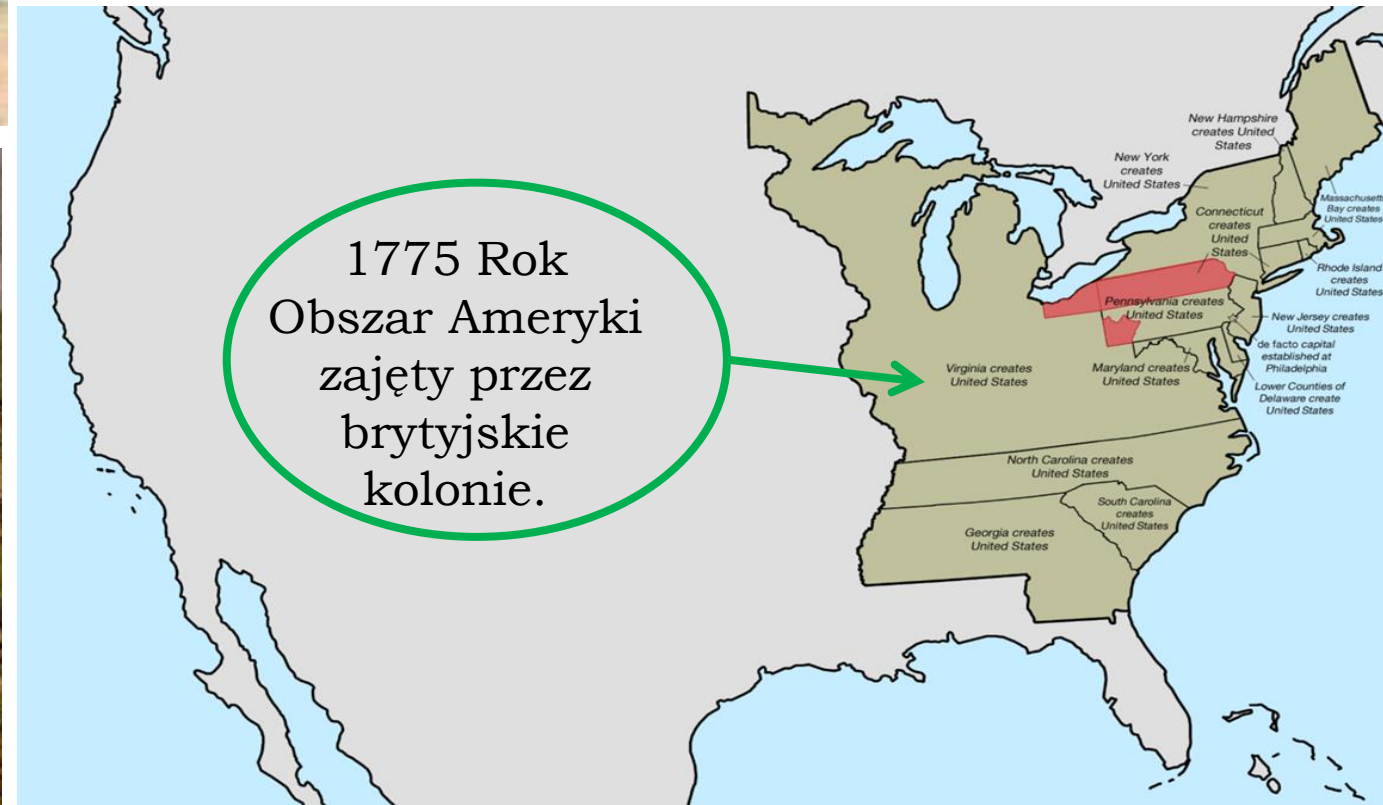 1775 Rok
Obszar Ameryki
zajęty przez
brytyjskie
kolonie.
New Hampshire
creates United
States
New York
creates
United States
Massachusett
Bay creates
United States
Connecticut
creates
United
States
Rhode Island
creates
United States
Pennsylvania creates
United States
New Jersey creates
United States
de facto capital
established at
Philadelphia
Virginia creates
United States
Maryland creates
United States
Lower Counties of
Delaware create
United States
North Carolina creates
United States
South Carolina
creates
United States
Georgia creates
United States